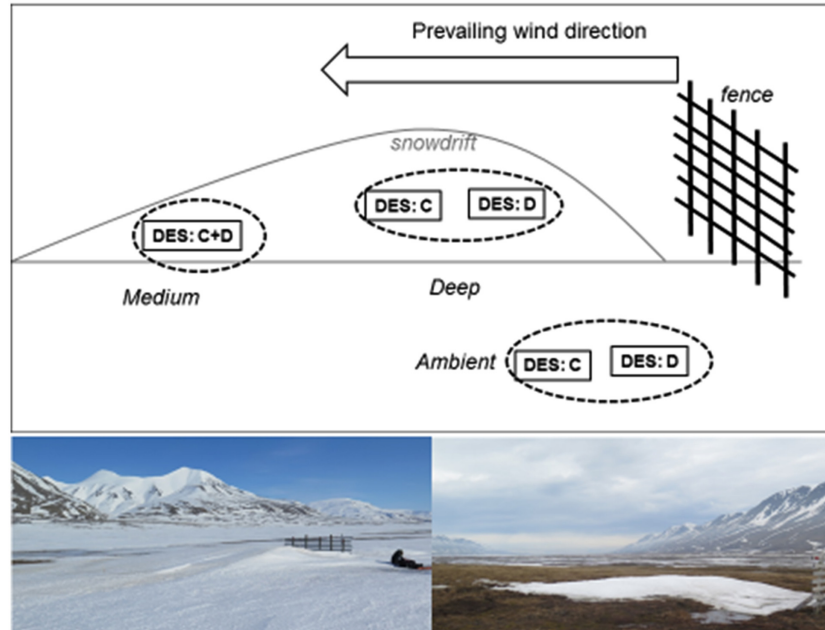 Prevailing wind direction
fence
snowdrift
DES: C
DES: D
DES: C+D
Medium
Deep
Ambient
DES: C
DES: D